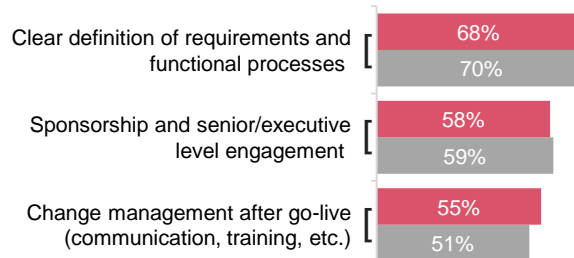 Clear definition of requirements and
functional processes
68%
70%
Sponsorship and senior/executive
level engagement
58%
59%
Change management after go-live
(communication, training, etc.)
55%
51%